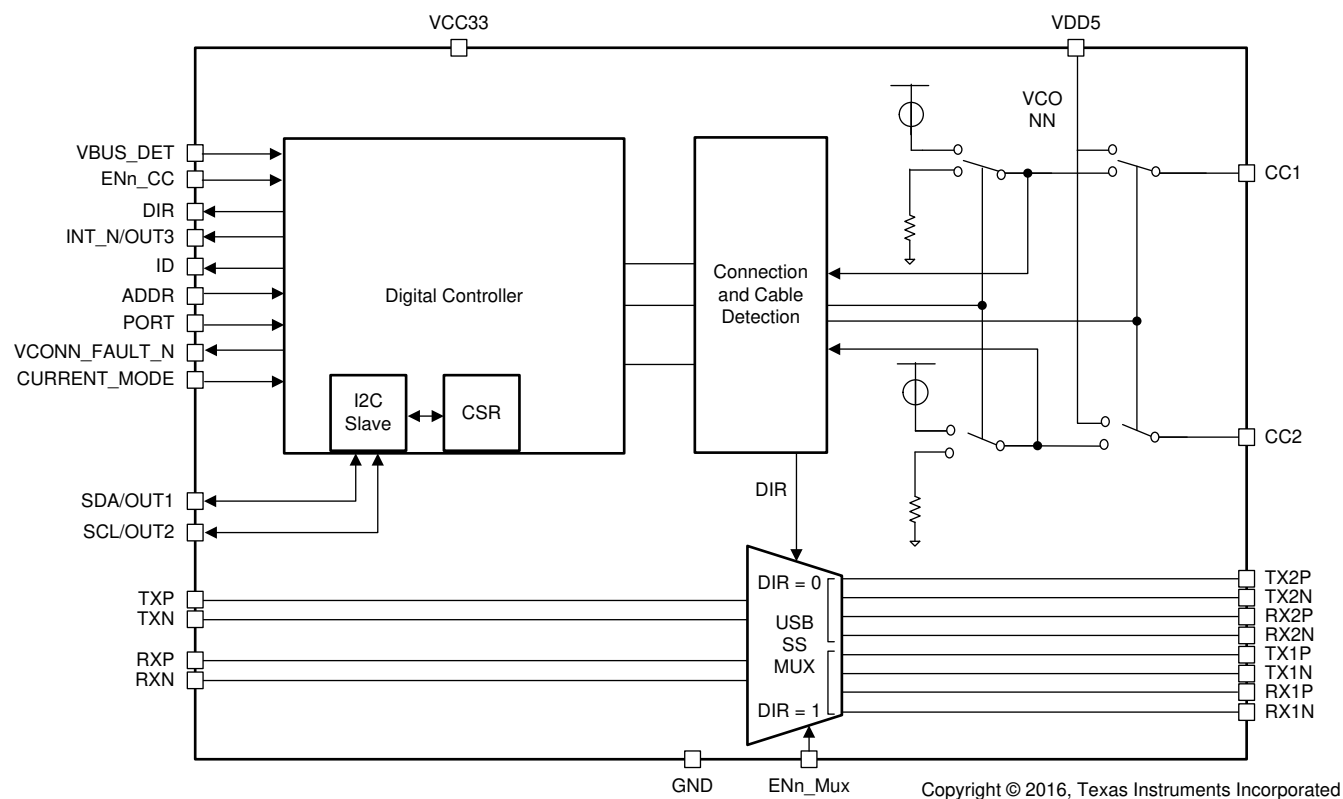 VCC33
VDD5
VCO
NN
VBUS_DET
ENn_CC
DIR
INT_N/OUT3
ID
ADDR
PORT
VCONN_FAULT_N
CURRENT_MODE
Digital Controller
I2C
Slave
CSR
Connection
and Cable
Detection
CC1
CC2
SDA/OUT1
SCL/OUT2
DIR
TXP
TXN
RXP
RXN
DIR = 0
USB
SS
MUX
DIR = 1
TX2P
TX2N
RX2P
RX2N
TX1P
TX1N
RX1P
RX1N
GND
ENn_Mux
Copyright © 2016, Texas Instruments Incorporated